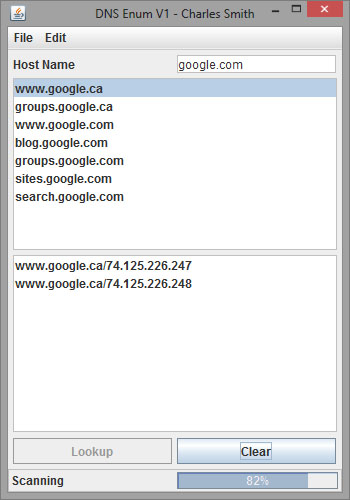 DNS Enum V1 - Charles Smith
File Edit
Host Name google.com
www.google.ca
groups.google.ca
www.google.com
blog.google.com
groups.google.com
sites.google.com
search.google.com
www.google.ca/74.125.226.247
www.google.ca/74.125.226.248
Lookup Clear
Scanning 82%